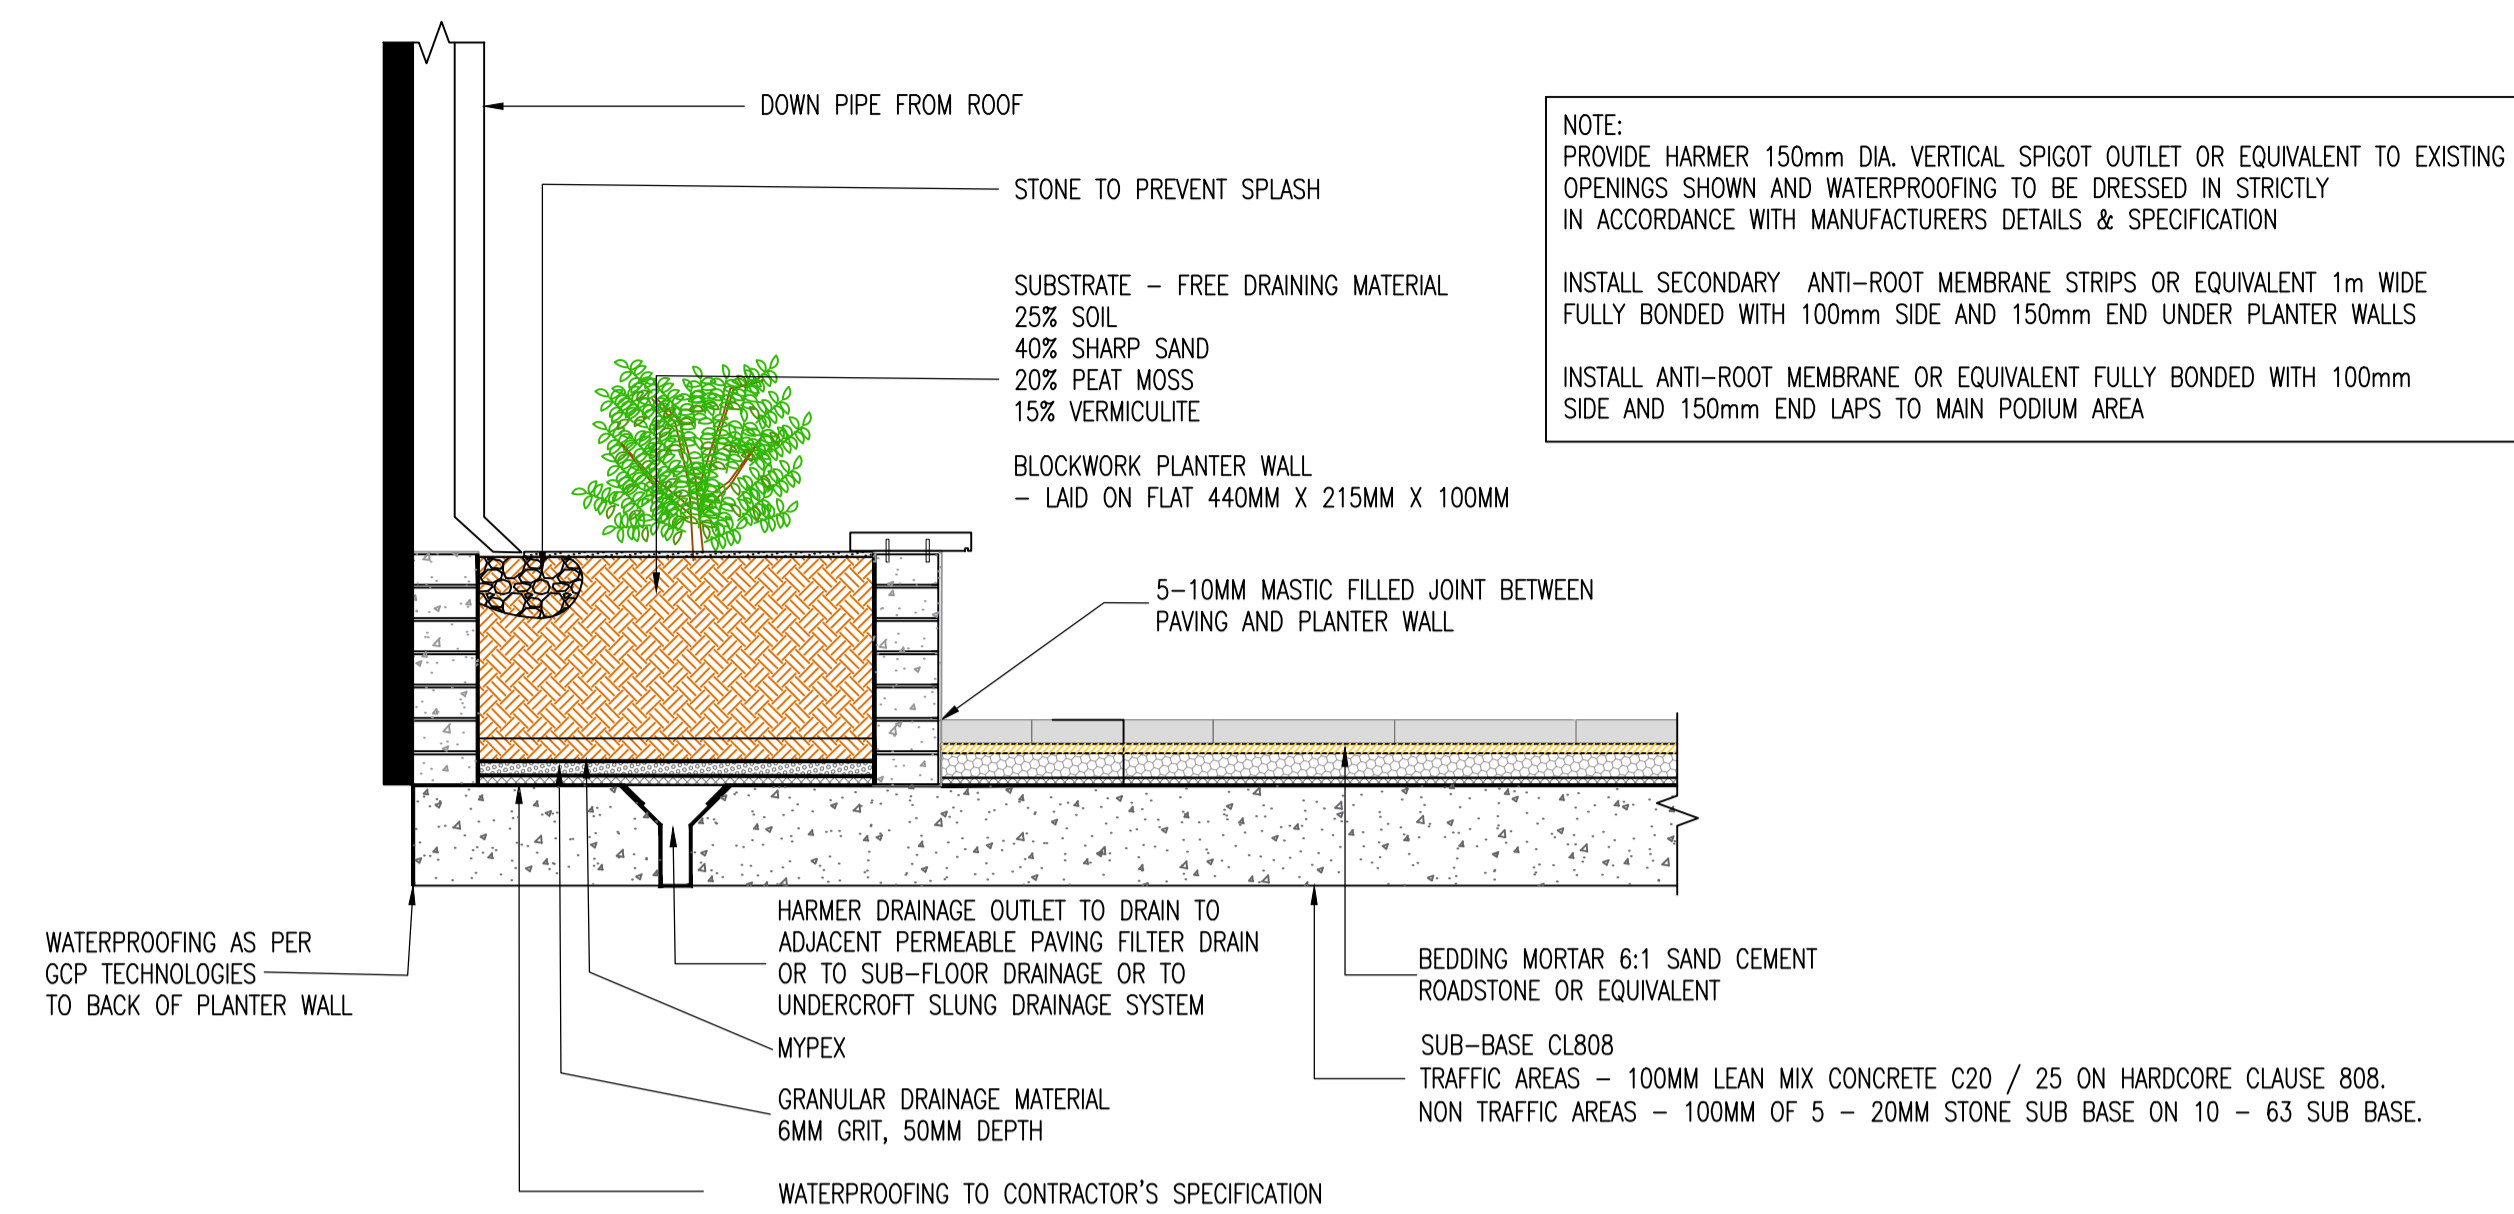 DOWN PIPE FROM ROOF
STONE TO PREVENT SPLASH
SUBSTRATE - FREE DRAINING MATERIAL
25% SOIL
40% SHARP SAND
20% PEAT MOSS
15% VERMICULITE
BLOCKWORK PLANTER WALL
- LAID ON FLAT 440MM X 215MM X 100MM
5-10MM MASTIC FILLED JOINT BETWEEN
PAVING AND PLANTER WALL
NOTE:
PROVIDE HARMER 150mm DIA. VERTICAL SPIGOT OUTLET OR EQUIVALENT TO EXISTING
OPENINGS SHOWN AND WATERPROOFING TO BE DRESSED IN STRICTLY
IN ACCORDANCE WITH MANUFACTURERS DETAILS & SPECIFICATION
INSTALL SECONDARY ANTI-ROOT MEMBRANE STRIPS OR EQUIVALENT 1m WIDE
FULLY BONDED WITH 100mm SIDE AND 150mm END UNDER PLANTER WALLS
INSTALL ANTI-ROOT MEMBRANE OR EQUIVALENT FULLY BONDED WITH 100mm
SIDE AND 150mm END LAPS TO MAIN PODIUM AREA
WATERPROOFING AS PER
GCP TECHNOLOGIES
TO BACK OF PLANTER WALL
HARMER DRAINAGE OUTLET TO DRAIN TO
ADJACENT PERMEABLE PAVING FILTER DRAIN
OR TO SUB-FLOOR DRAINAGE OR TO
UNDERCROFT SLUNG DRAINAGE SYSTEM
MYPEX
GRANULAR DRAINAGE MATERIAL
6MM GRIT, 50MM DEPTH
WATERPROOFING TO CONTRACTOR'S SPECIFICATION
BEDDING MORTAR 6:1 SAND CEMENT
ROADSTONE OR EQUIVALENT
SUB-BASE CL808
TRAFFIC AREAS - 100MM LEAN MIX CONCRETE C20 / 25 ON HARDCORE CLAUSE 808.
NON TRAFFIC AREAS - 100MM OF 5 - 20MM STONE SUB BASE ON 10 - 63 SUB BASE.